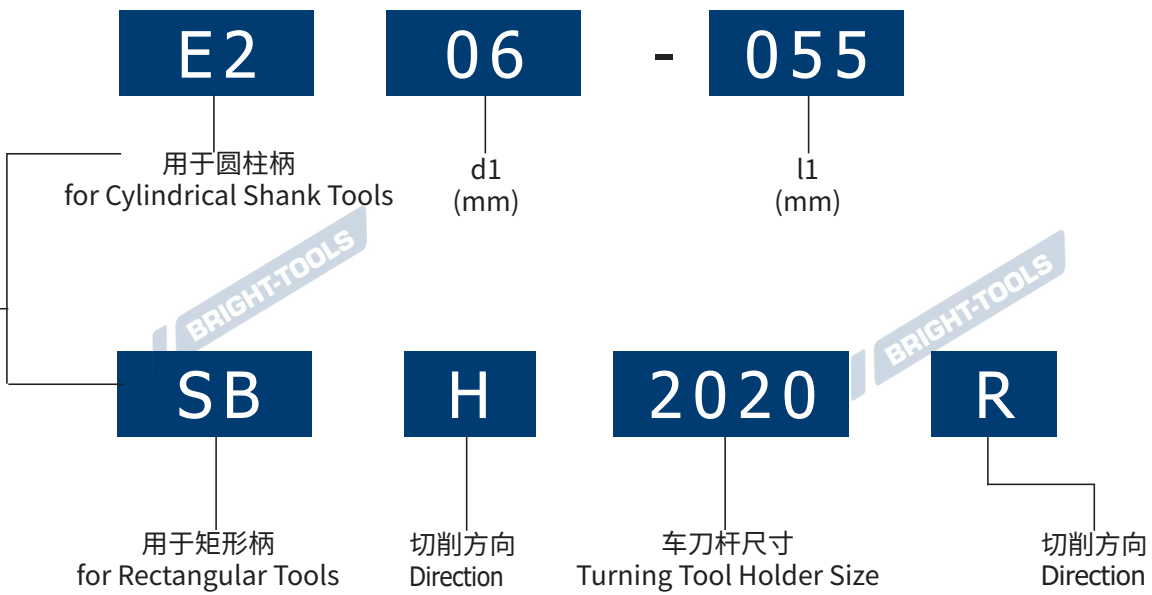 E2 06 - 055
用于圆柱柄
for Cylindrical Shank Tools
d1
(mm)
l1
(mm)
BRIGHT-TOOLS
BRIGHT-TOOLS
SB H 2020 R
用于矩形柄
for Rectangular Tools
切削方向
Direction
车刀杆尺寸
Turning Tool Holder Size
切削方向
Direction